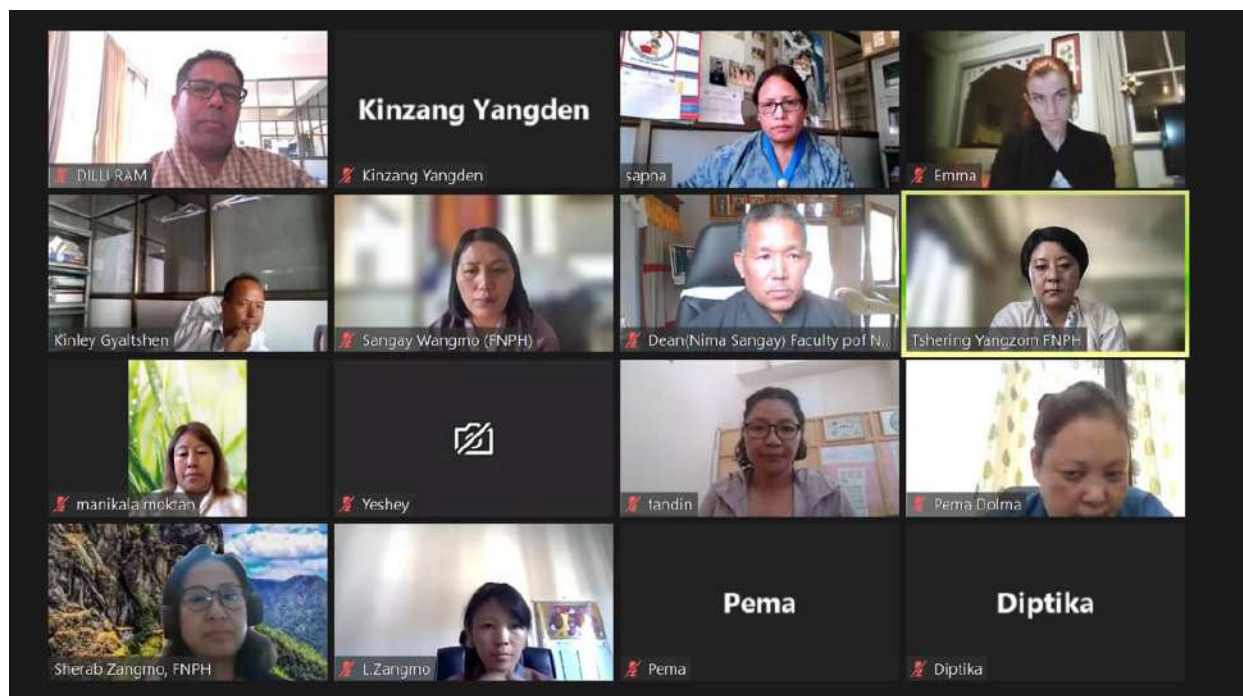 DILLI RAM
Kinzang Yangden
Kinzang Yangden
sapna
Emma
Kinley Gyaltshen
Sangay Wangmo (FNPH)
Dean(Nima Sangay) Faculty pof N...
Tshering Yangzom FNPH
manikala moktan
Yeshey
tandin
Pema Dolma
Sherab Zangmo, FNPH
L.Zangmo
Pema
Pema
Diptika
Diptika